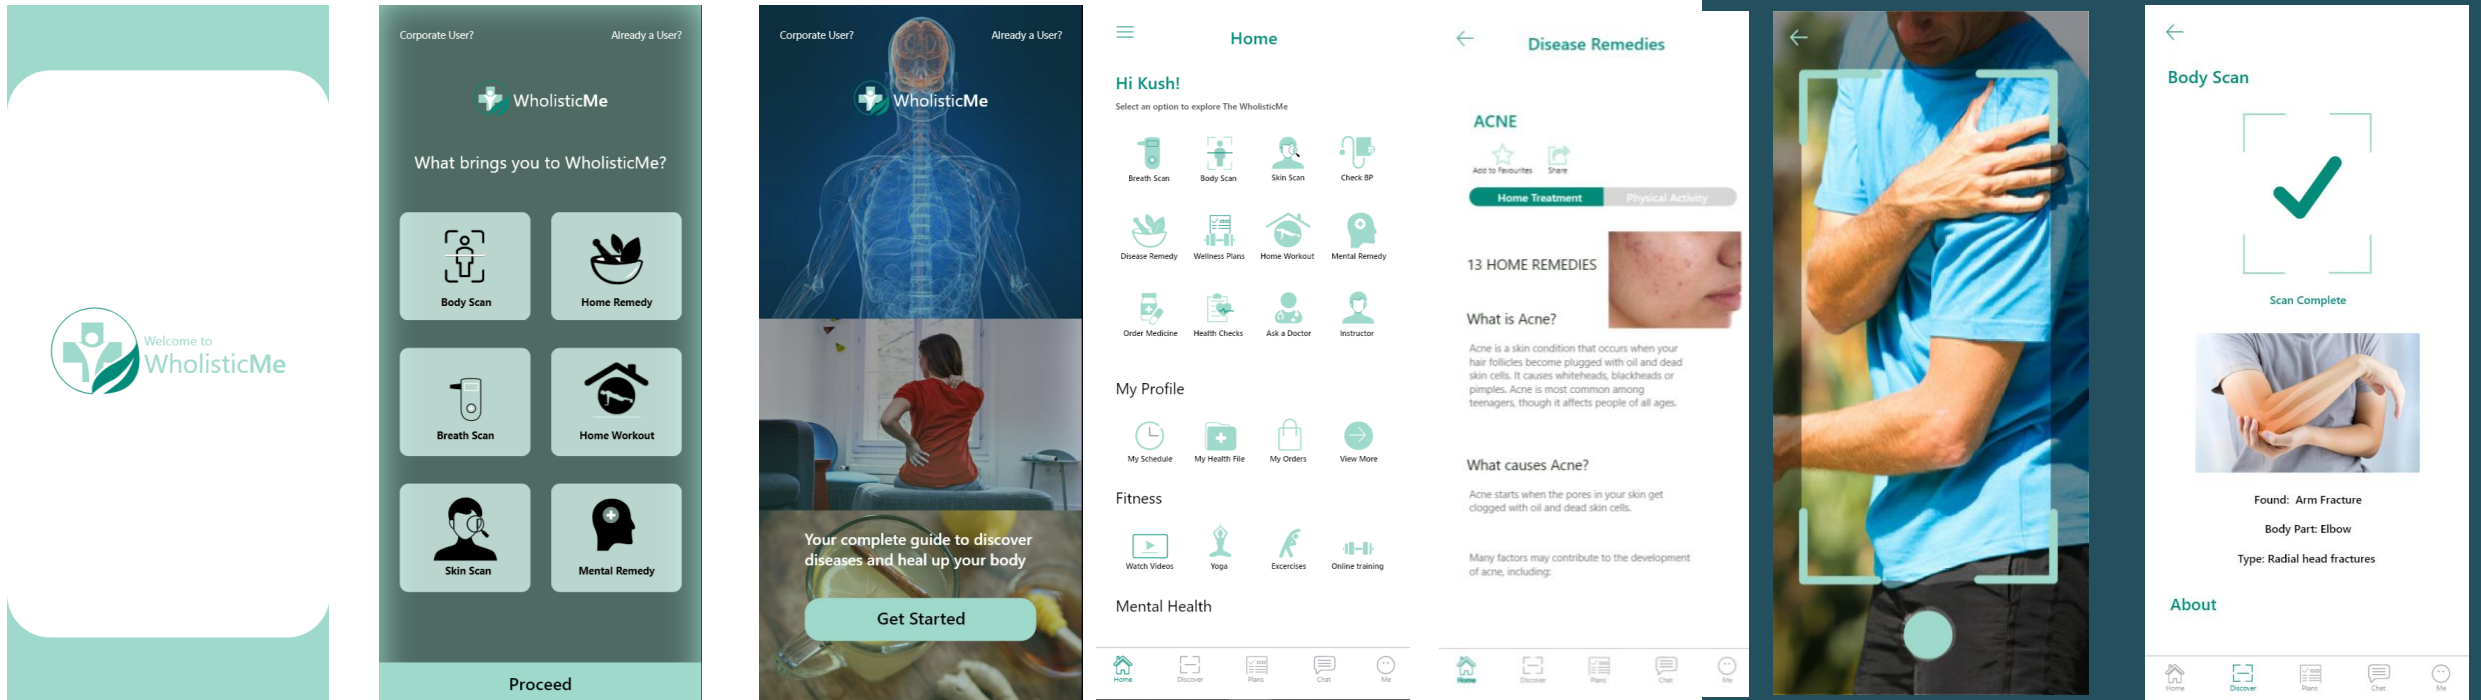 Welcome to
WholisticMe
Corporate User?
Already a User?
WholisticMe
What brings you to WholisticMe?
Body Scan
Home Remedy
Breath Scan
Home Workout
Skin Scan
Mental Remedy
Proceed
Corporate User?
Already a User?
WholisticMe
Your complete guide to discover
diseases and heal up your body
Get Started
Home
Hi Kush!
Select an option to explore The WholisticMe
Breath Scan
Body Scan
Skin Scan
Check BP
Disease Remedy
Wellness Plans
Home Workout
Mental Remedy
Order Medicine
Health Checks
Ask a Doctor
Instructor
My Profile
My Schedule
My Health File
My Orders
View More
Fitness
Watch Videos
Yoga
Excercises
Online training
Mental Health
Home
Discover
Plans
Chat
Me
Disease Remedies
ACNE
Add to Favourites
Share
Home Treatment
Physical Activity
13 HOME REMEDIES
What is Acne?
Acne is a skin condition that occurs when your
hair follicles become plugged with oil and dead
skin cells. It causes whiteheads, blackheads or
pimples. Acne is most common among
teenagers, though it affects people of all ages.
What causes Acne?
Acne starts when the pores in your skin get
clogged with oil and dead skin cells.
Many factors may contribute to the development
of acne, including:
Home
Discover
Plans
Chat
Me
Body Scan
Scan Complete
Found: Arm Fracture
Body Part: Elbow
Type: Radial head fractures
About
Home
Discover
Plans
Chat
Me